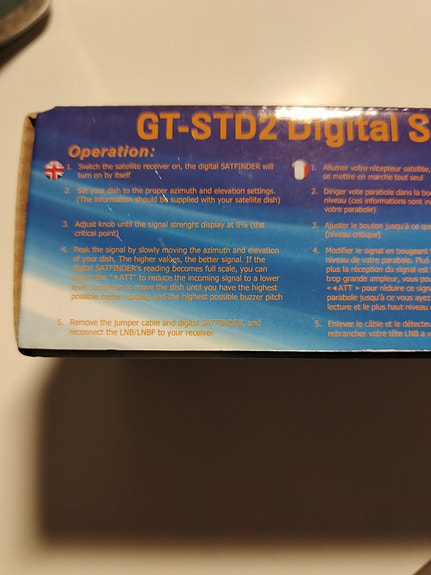 GT-STD2 Digital S
Operation:
1. Switch the satellite receiver on, the digital SATFINDER will
turn on by itself
2. Set your dish to the proper azimuth and elevation settings.
(The information should be supplied with your satellite dish)
3. Adjust knob until the signal strenght display at 0% (the
critical point)
4. Peak the signal by slowly moving the azimuth and elevation
of your dish. The higher values, the better signal. If the
digital SATFINDER's reading becomes full scale, you can
adjust the "+ATT" to reduce the incoming signal to a lower
level, continue to move the dish until you have the highest
possible meter reading and the highest possible buzzer pitch
5. Remove the jumper cable and digital SATFINDER, and
reconnect the LNB/LNBF to your receiver
1. Allumer votre récepteur satellite,
se mettre en marche tout seul
2. Diriger vote parabole dans la bo
niveau (ces informations sont in
votre parabole)
3. Ajuster le bouton jusqu'à ce que
(niveau critique)
4. Modifier le signal en bougeant
niveau de votre parabole. Plus
plus la réception du signal est
trop grande ampleur, vous pou
«+ATT» pour réduire ce signa
parabole jusqu'à ce vous ayez
lecture et le plus haut niveau
5. Enlever le câble et le détecteu
rebrancher votre tête LNB a v